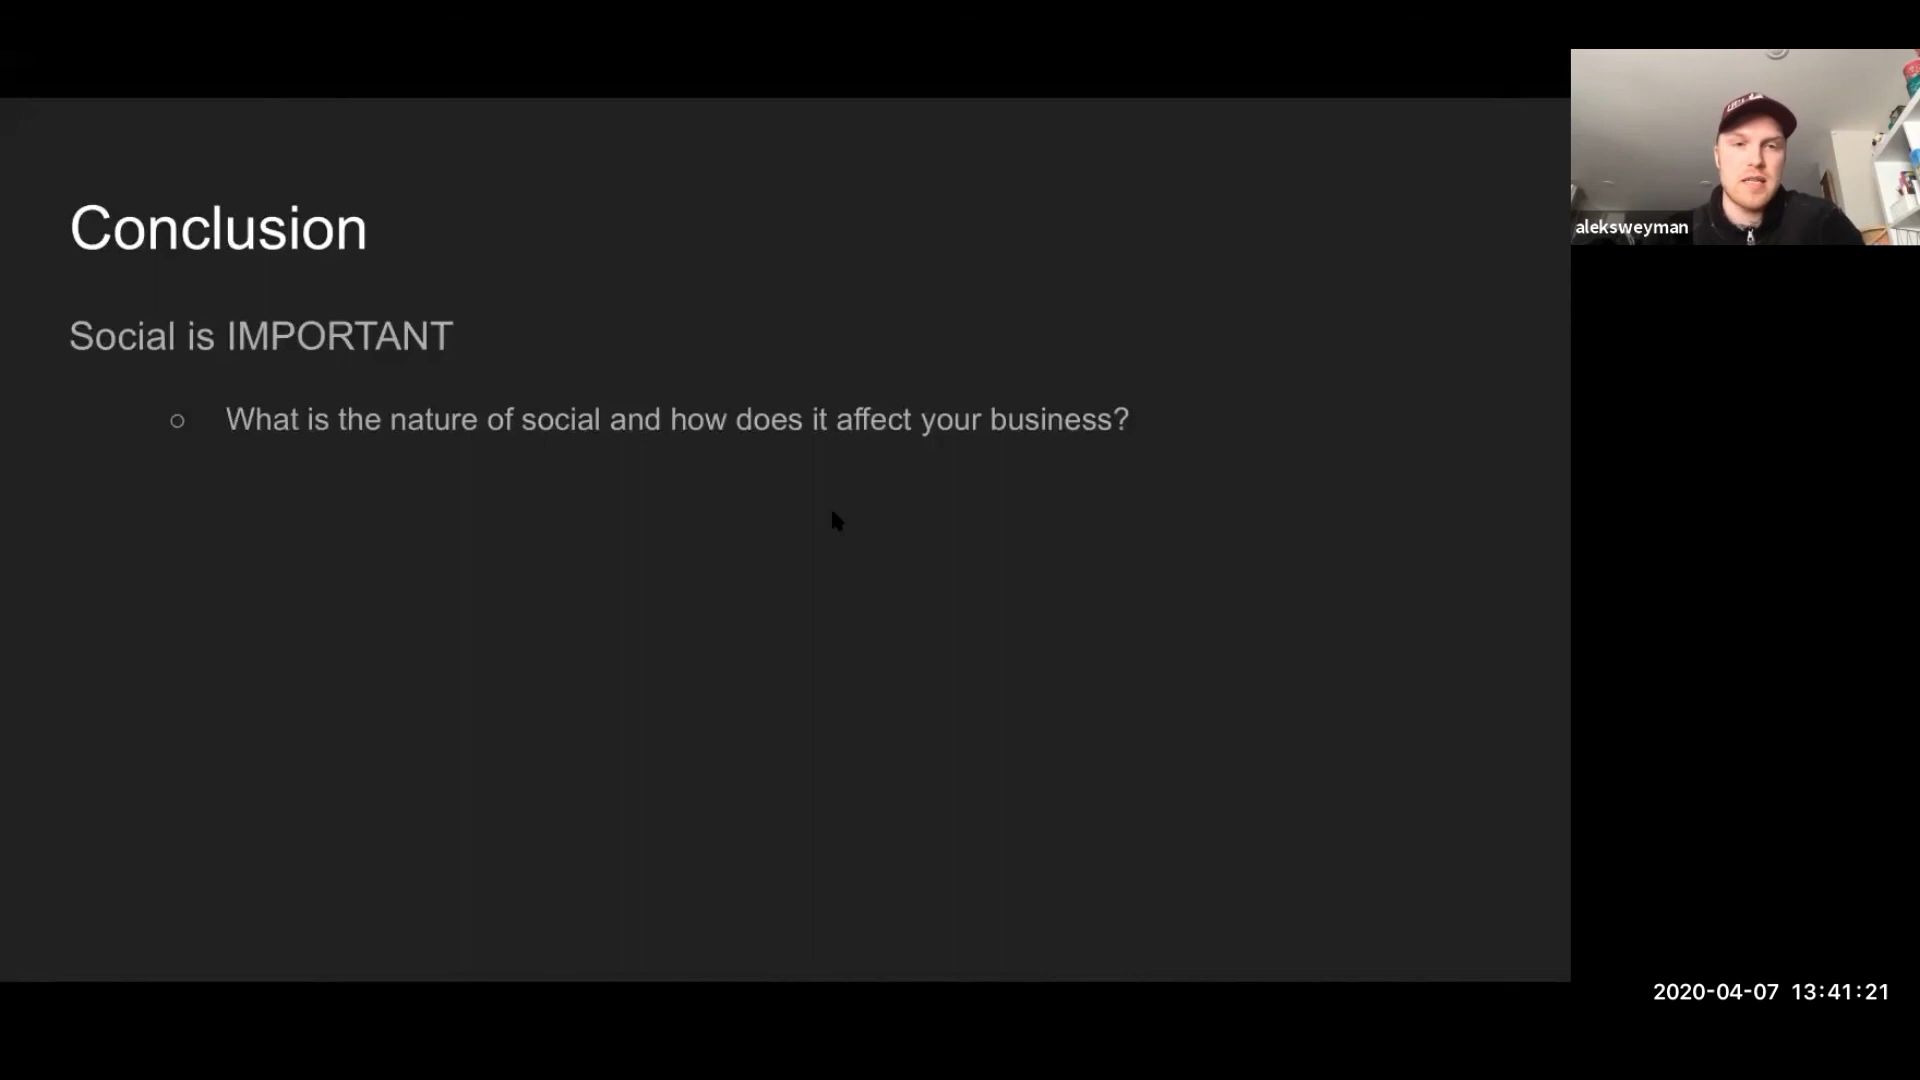 Conclusion
Social is IMPORTANT
○ What is the nature of social and how does it affect your business?
aleksweyman
2020-04-07 13:41:21